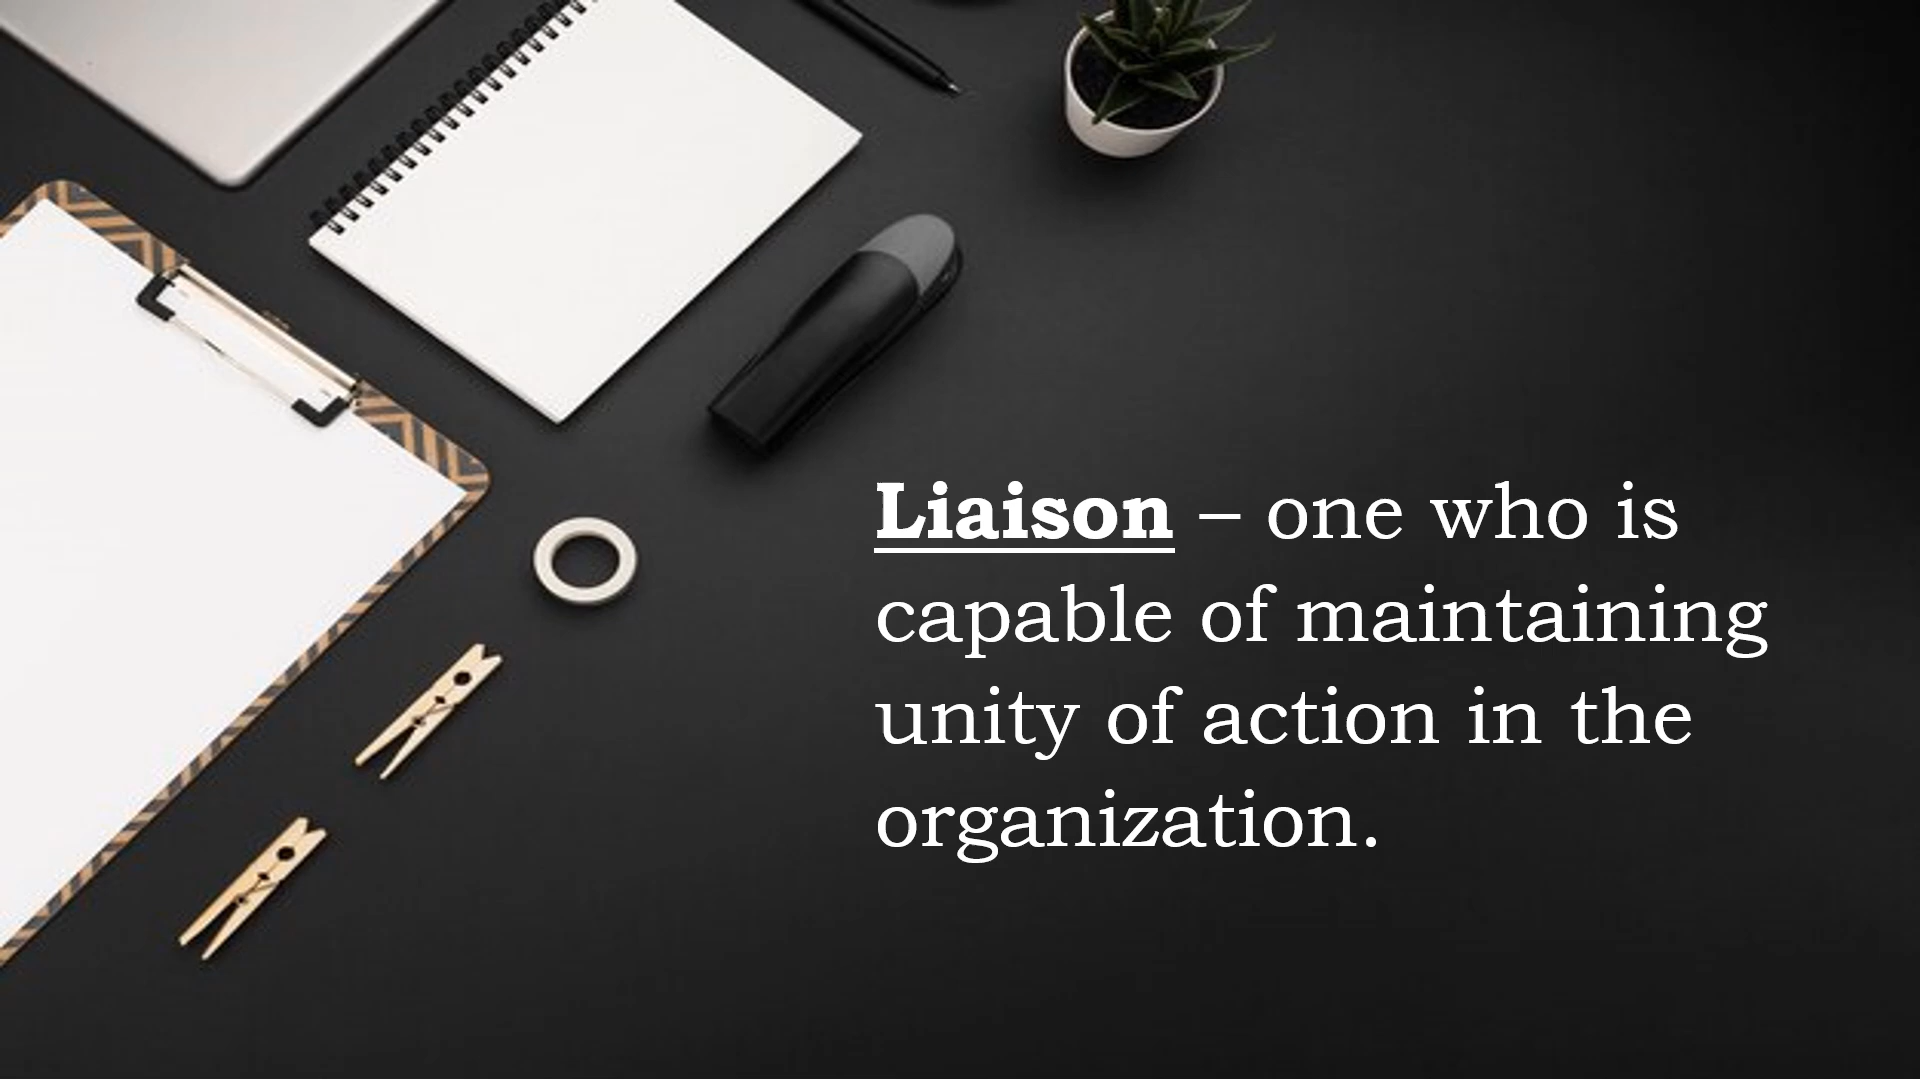 Liaison – one who is
capable of maintaining
unity of action in the
organization.